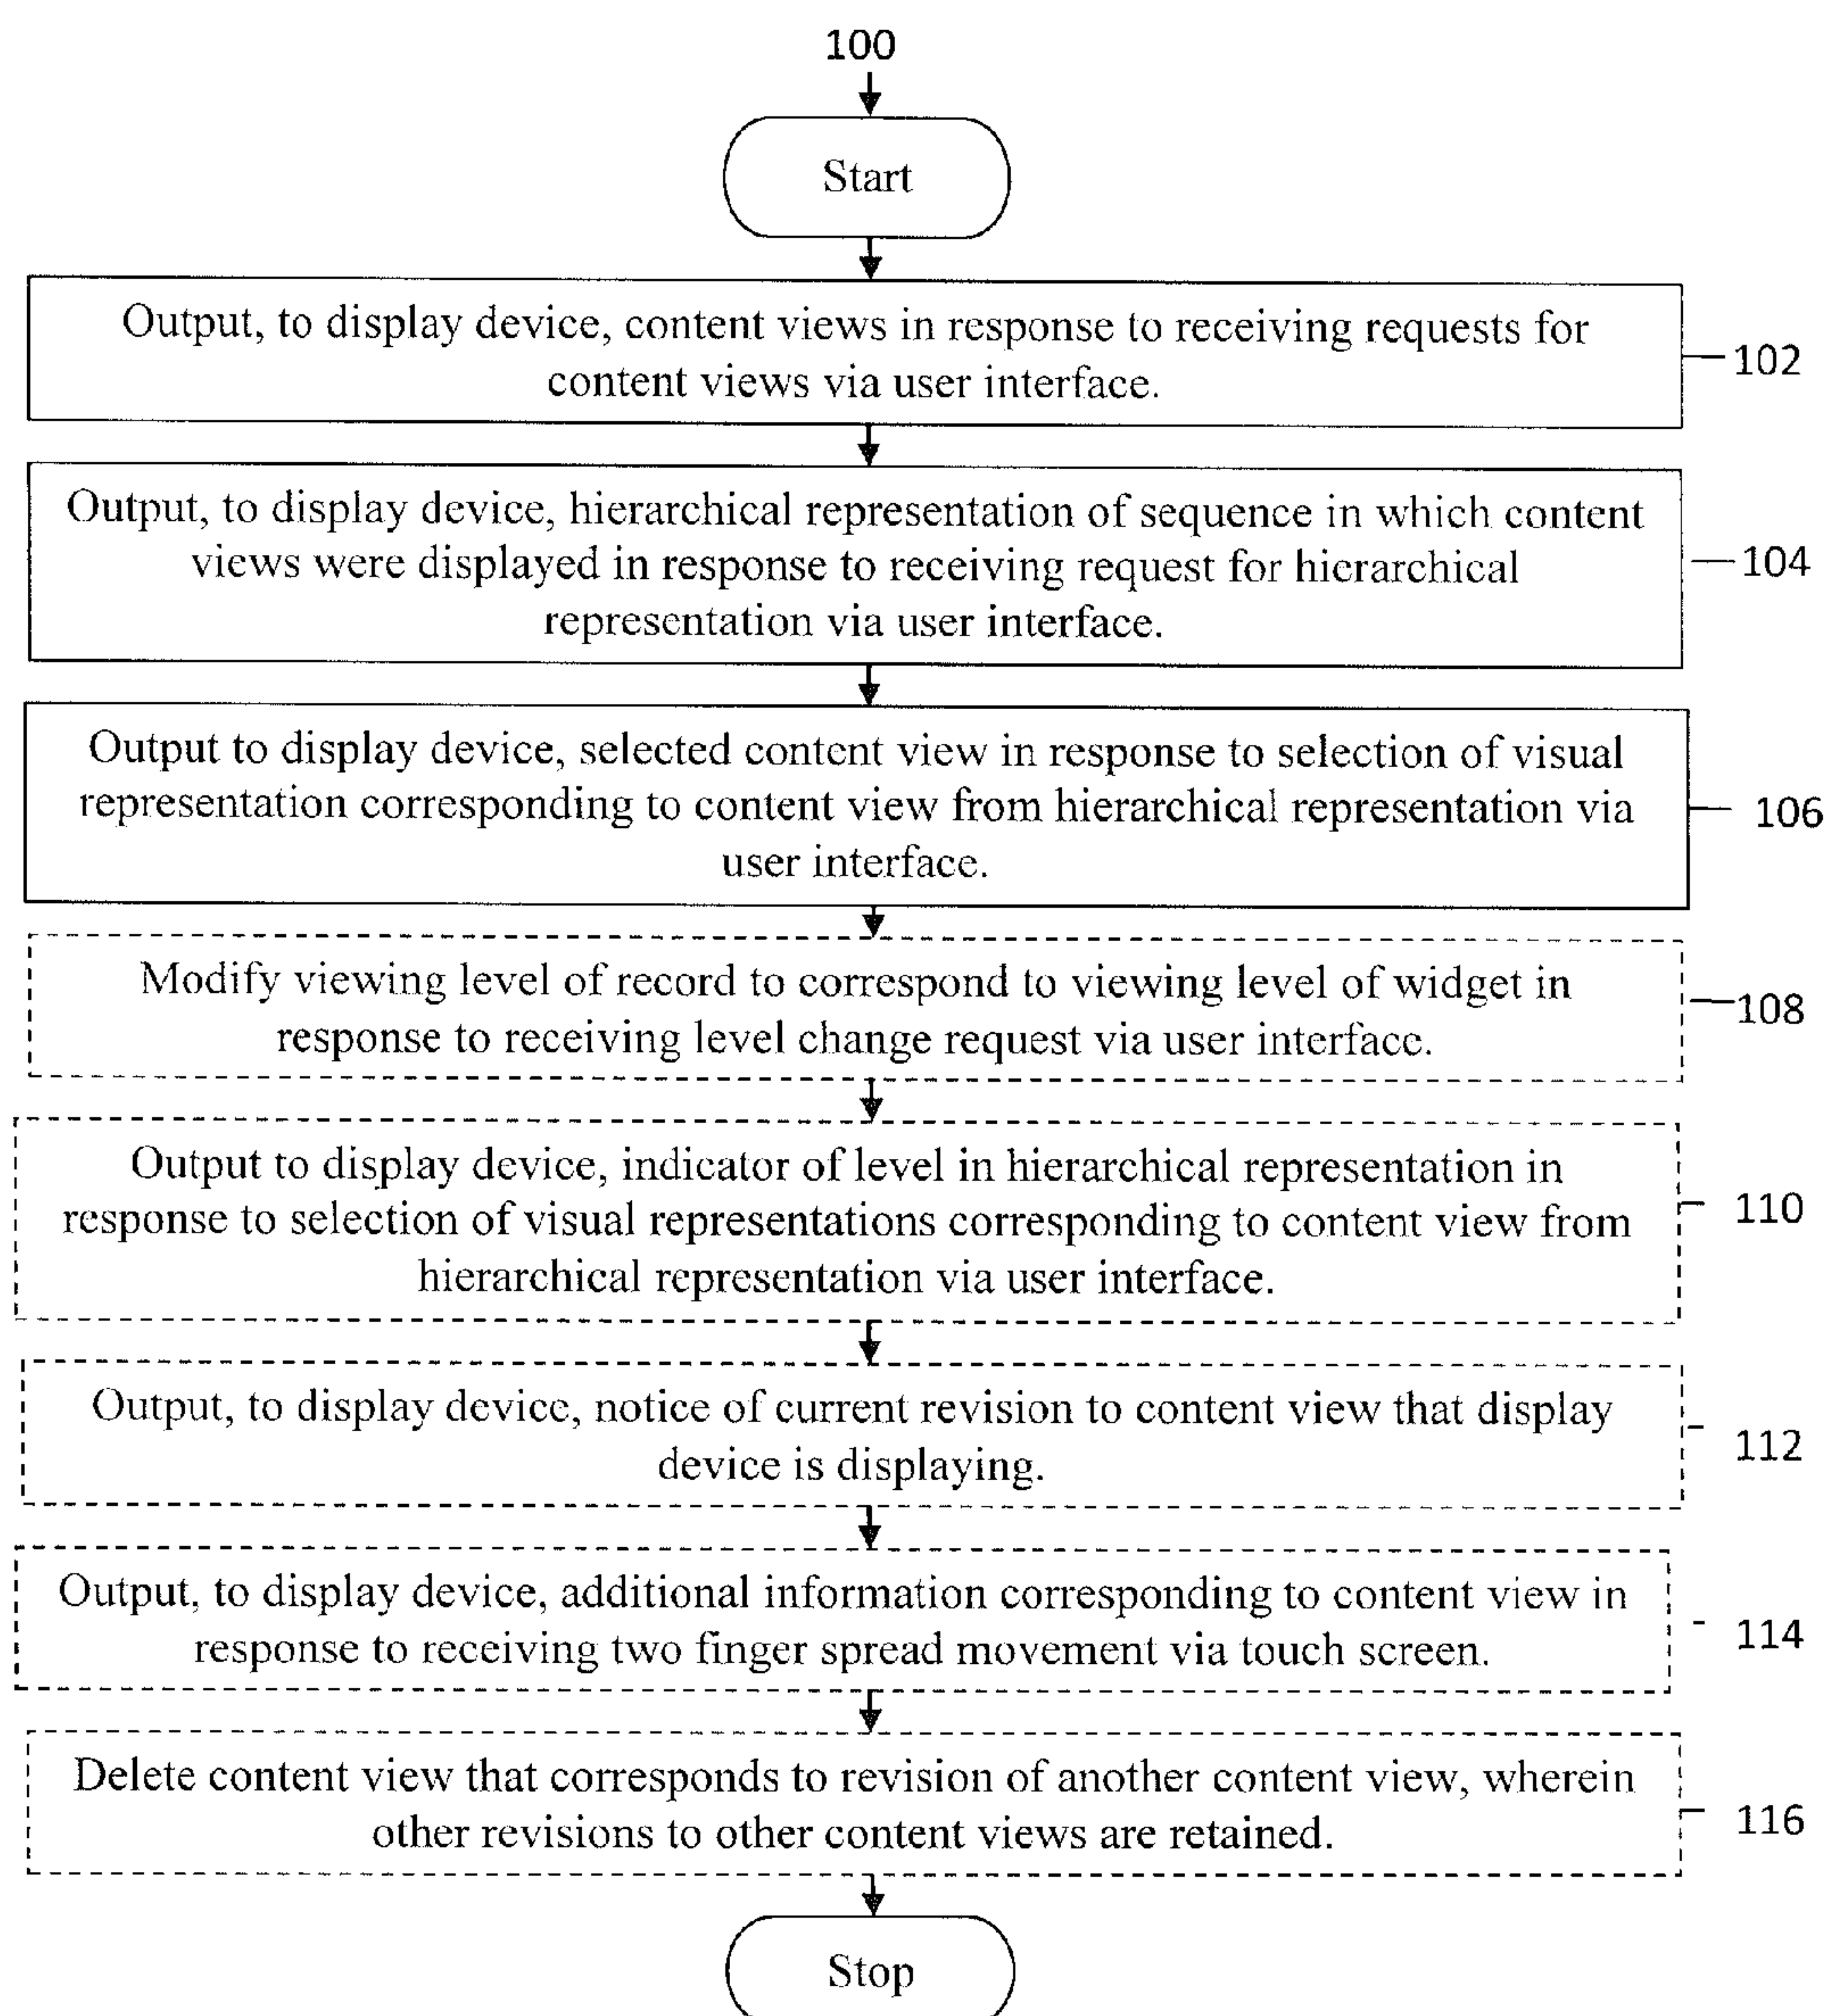 100
Start
Output, to display device, content views in response to receiving requests for
content views via user interface.
102
Output, to display device, hierarchical representation of sequence in which content
views were displayed in response to receiving request for hierarchical
representation via user interface.
104
Output to display device, selected content view in response to selection of visual
representation corresponding to content view from hierarchical representation via
user interface.
106
Modify viewing level of record to correspond to viewing level of widget in
response to receiving level change request via user interface.
108
Output to display device, indicator of level in hierarchical representation in
response to selection of visual representations corresponding to content view from
hierarchical representation via user interface.
110
Output, to display device, notice of current revision to content view that display
device is displaying.
112
Output, to display device, additional information corresponding to content view in
response to receiving two finger spread movement via touch screen.
114
Delete content view that corresponds to revision of another content view, wherein
other revisions to other content views are retained.
116
Stop